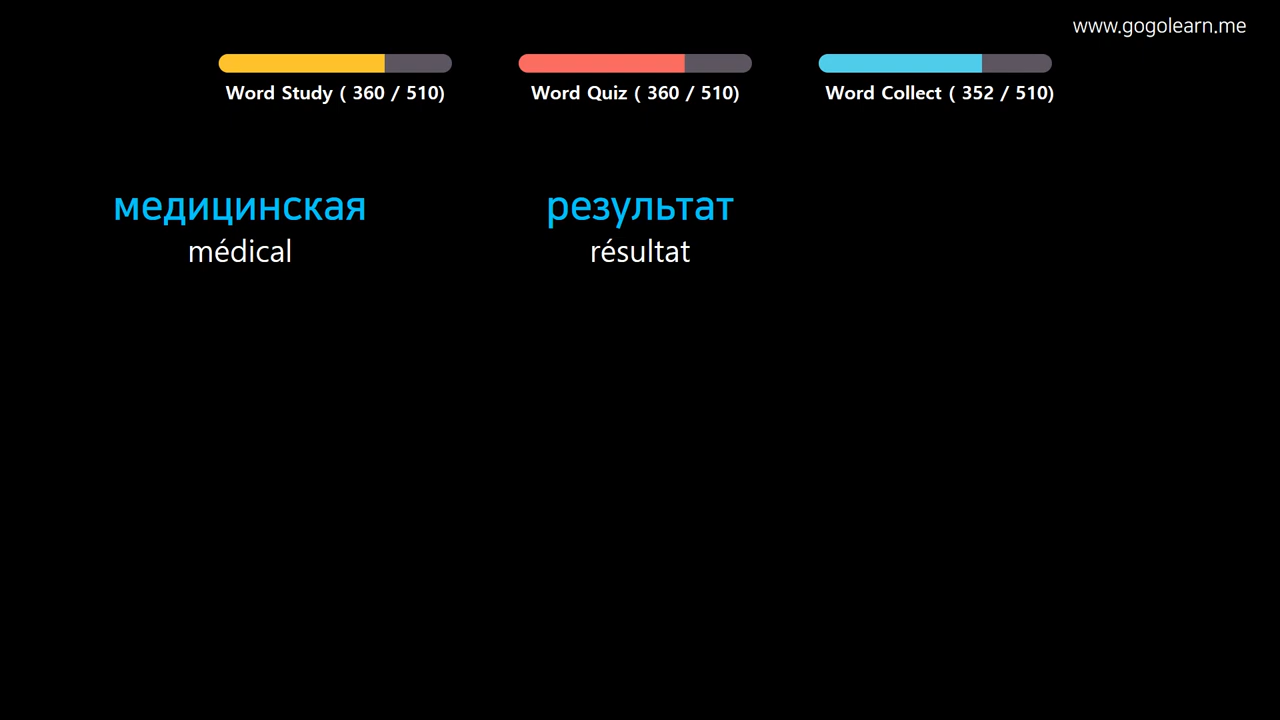 www.gogolearn.me
Word Study ( 360 / 510)
Word Quiz ( 360 / 510)
Word Collect ( 352 / 510)
медицинская
médical
результат
résultat